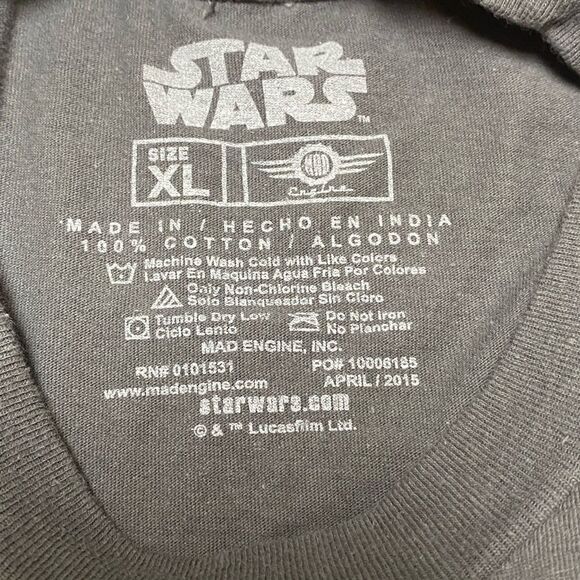 STAR
WARS™
SIZE
XL
MAD
Engine
MADE IN / HECHO EN INDIA
100% COTTON / ALGODON
Machine Wash Cold with Like Colors
Lavar En Maquina Agua Fria Por Colores
Only Non-Chlorine Bleach
Solo Blanqueador Sin Cloro
Tumble Dry Low
Ciclo Lento
Do Not Iron
No Planchar
MAD ENGINE, INC.
RN# 0101531 PO# 10006185
www.madengine.com APRIL / 2015
starwars.com
© & ™ Lucasfilm Ltd.